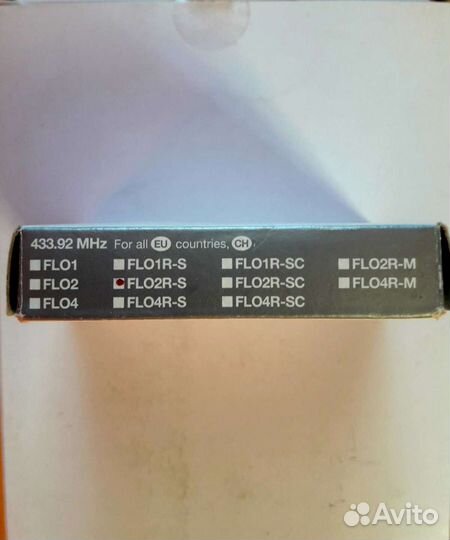 433.92 MHz For all EU countries, CH
FLO1 FLO1R-S FLO1R-SC FLO2R-M
FLO2 FLO2R-S FLO2R-SC FLO4R-M
FLO4 FLO4R-S FLO4R-SC
Avito